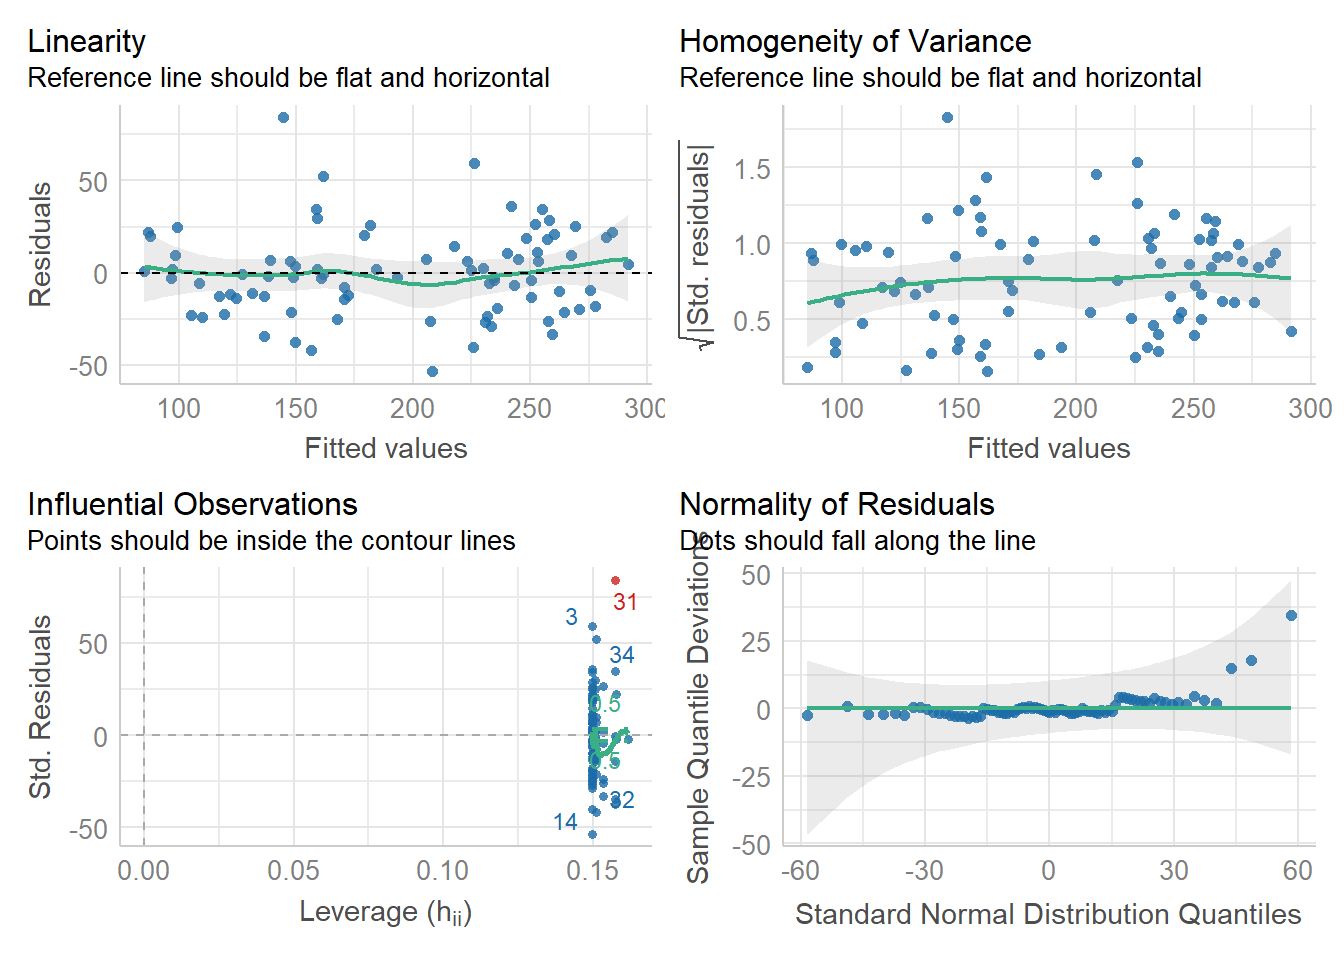 Linearity
Reference line should be flat and horizontal
50
0
-50
Residuals
100 150 200 250 300
Fitted values
Homogeneity of Variance
Reference line should be flat and horizontal
1.5
1.0
0.5
√|Std. residuals|
100 150 200 250 300
Fitted values
Influential Observations
Points should be inside the contour lines
31
3
34
0.5
0.5
32
14
50
0
-50
Std. Residuals
0.00 0.05 0.10 0.15
Leverage (hii)
Normality of Residuals
Dots should fall along the line
50
25
0
-25
-50
Sample Quantile Deviations
-60 -30 0 30 60
Standard Normal Distribution Quantiles